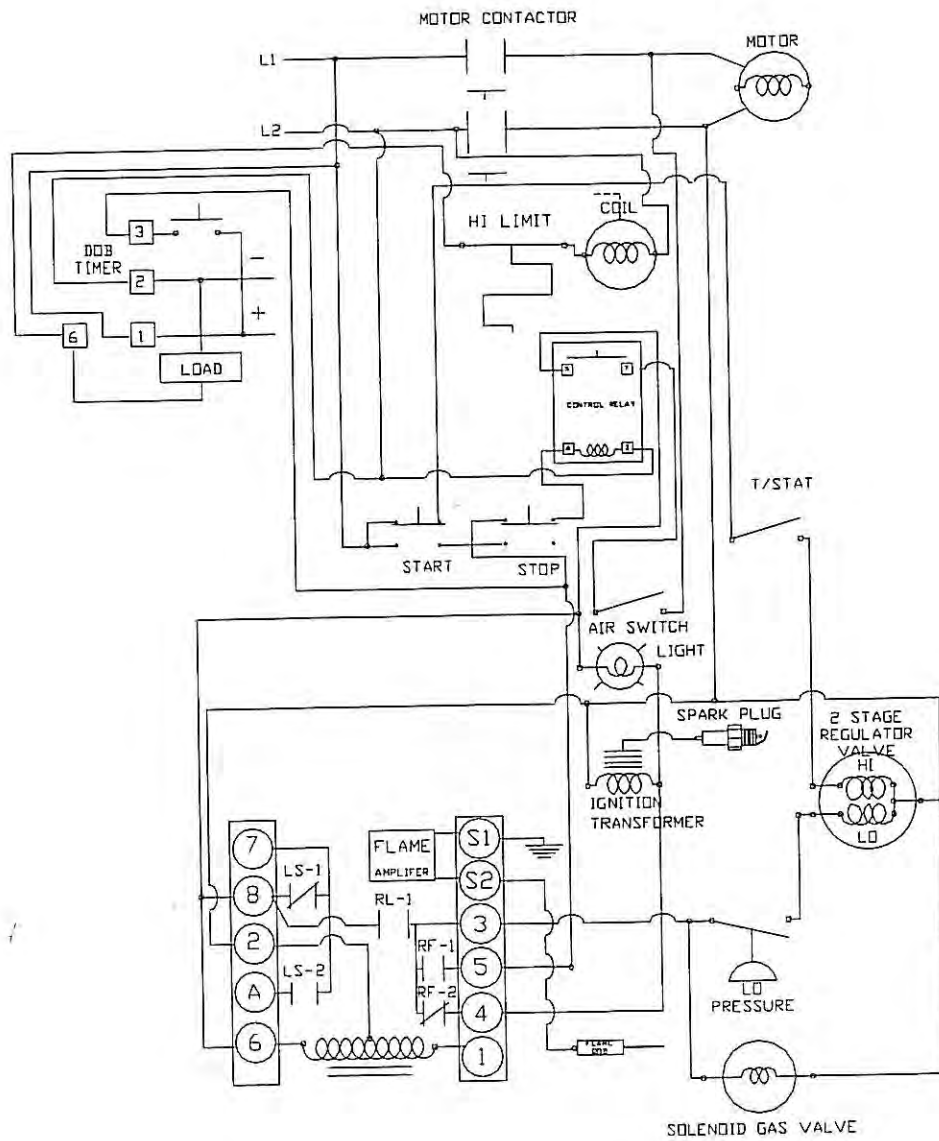 MOTOR CONTACTOR
MOTOR
L1
L2
HI LIMIT
COIL
3
DOB
TIMER
2
-
+
6
1
LOAD
CONTROL RELAY
T/STAT
START
STOP
AIR SWITCH
LIGHT
SPARK PLUG
2 STAGE
REGULATOR
VALVE
HI
LO
IGNITION
TRANSFORMER
7
FLAME
AMPLIFER
S1
8
LS-1
S2
RL-1
3
2
RF-1
5
A
LS-2
RF-2
4
LO
PRESSURE
6
1
SOLENOID GAS VALVE